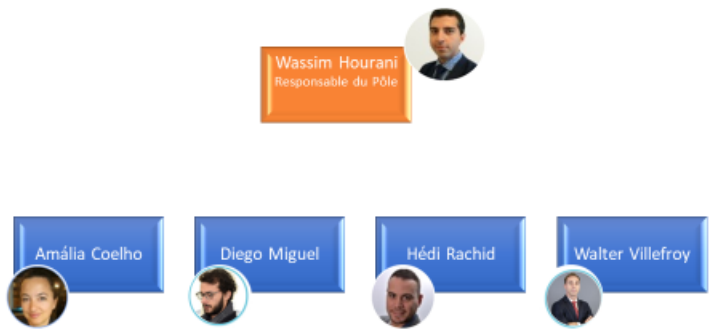 Wassim Hourani
Responsable du Pôle
Amália Coelho
Diego Miguel
Hédi Rachid
Walter Villefroy